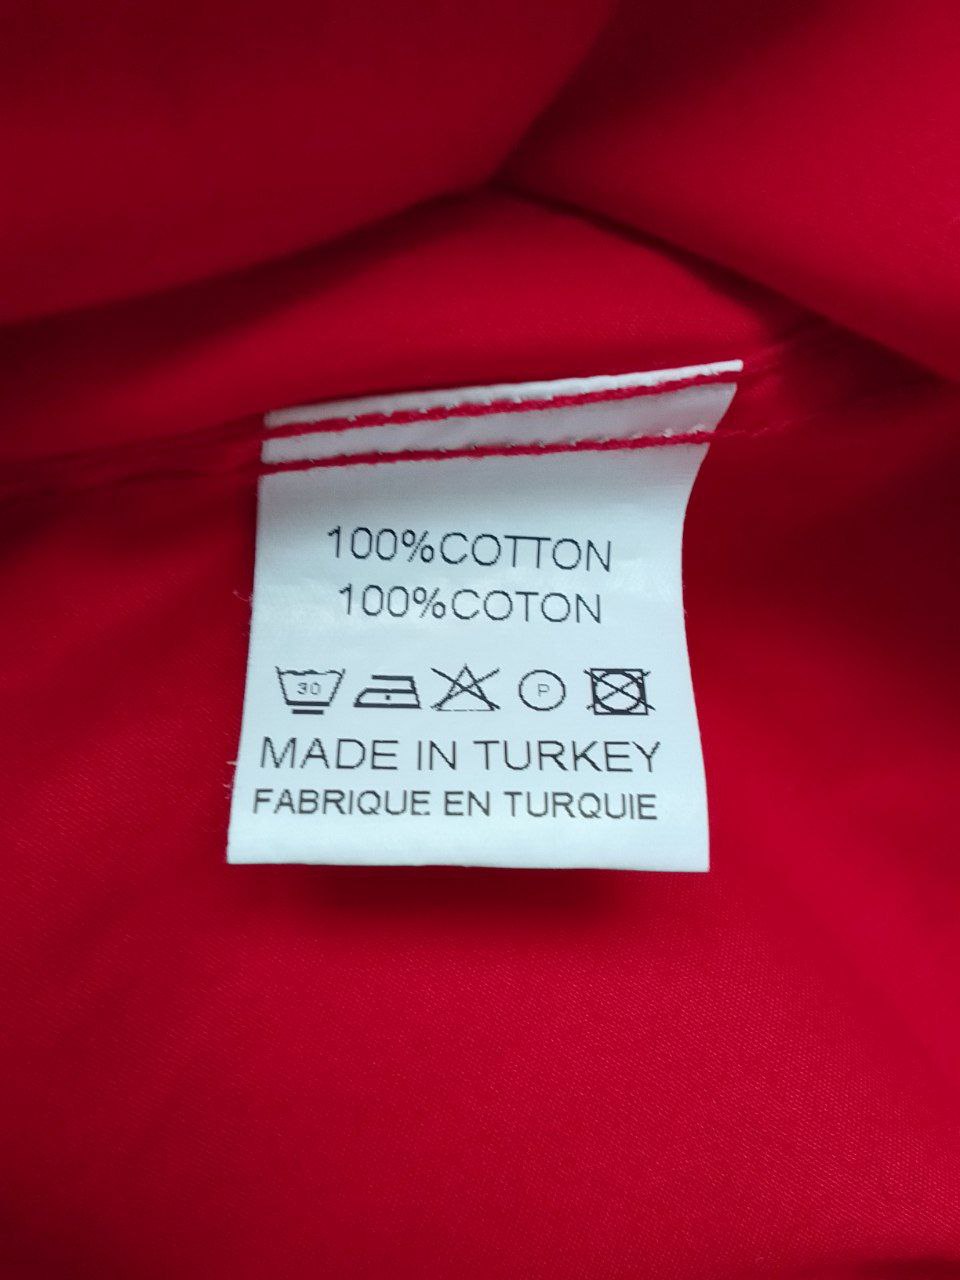 100%COTTON
100%COTON
30 P
MADE IN TURKEY
FABRIQUE EN TURQUIE